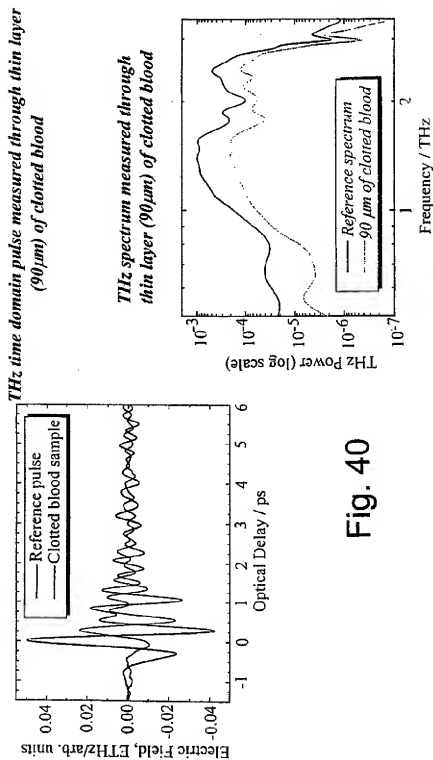 THz time domain pulse measured through thin layer
(90μm) of clotted blood
Electric Field, ETHz/arb. units
0.04
0.02
0.00
-0.02
-0.04
Reference pulse
Clotted blood sample
-1 0 1 2 3 4 5 6
Optical Delay / ps
THz spectrum measured through
thin layer (90μm) of clotted blood
THz Power (log scale)
10-3
10-4
10-5
10-6
10-7
Reference spectrum
90 μm of clotted blood
1 2
Frequency / THz
Fig. 40